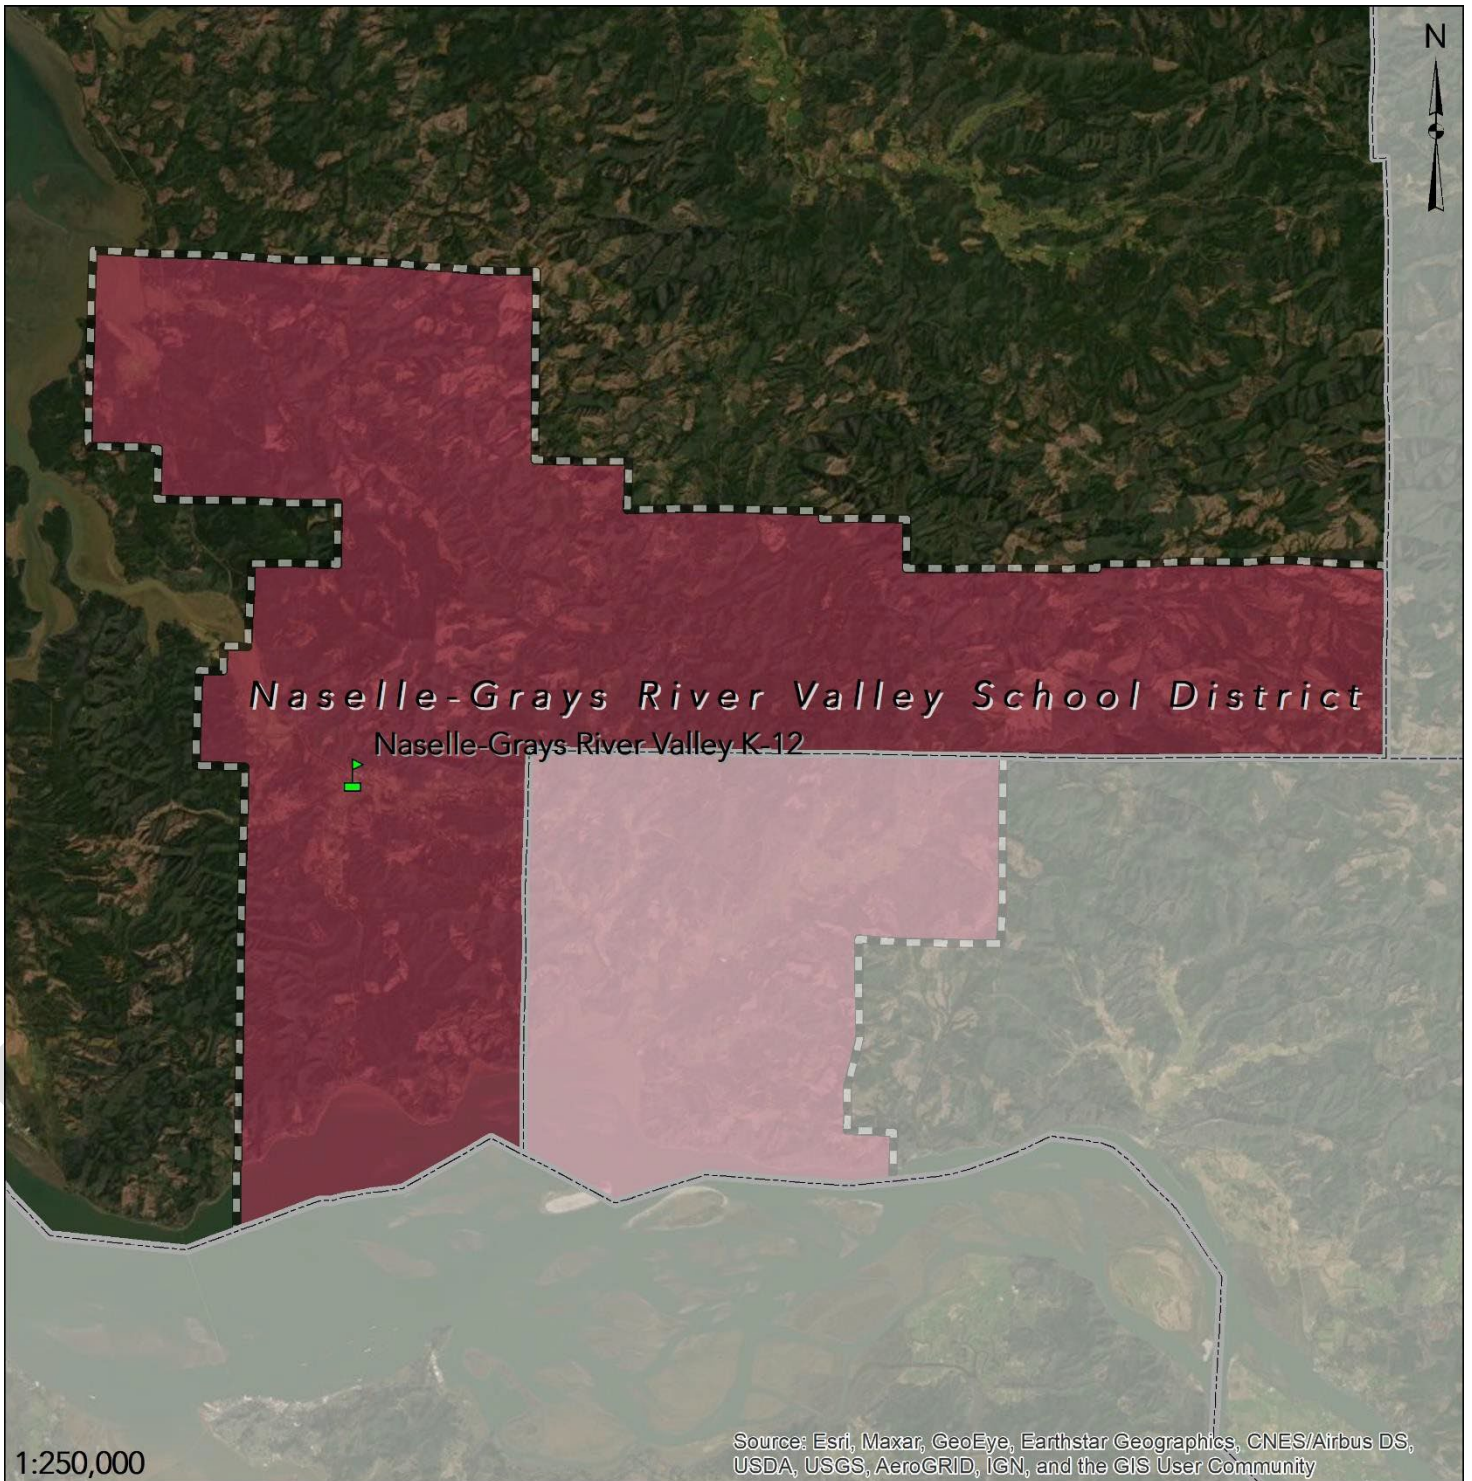 N
Naselle-Grays River Valley School District
Naselle-Grays River Valley K-12
1:250,000
Source: Esri, Maxar, GeoEye, Earthstar Geographics, CNES/Airbus DS,
USDA, USGS, AeroGRID, IGN, and the GIS User Community